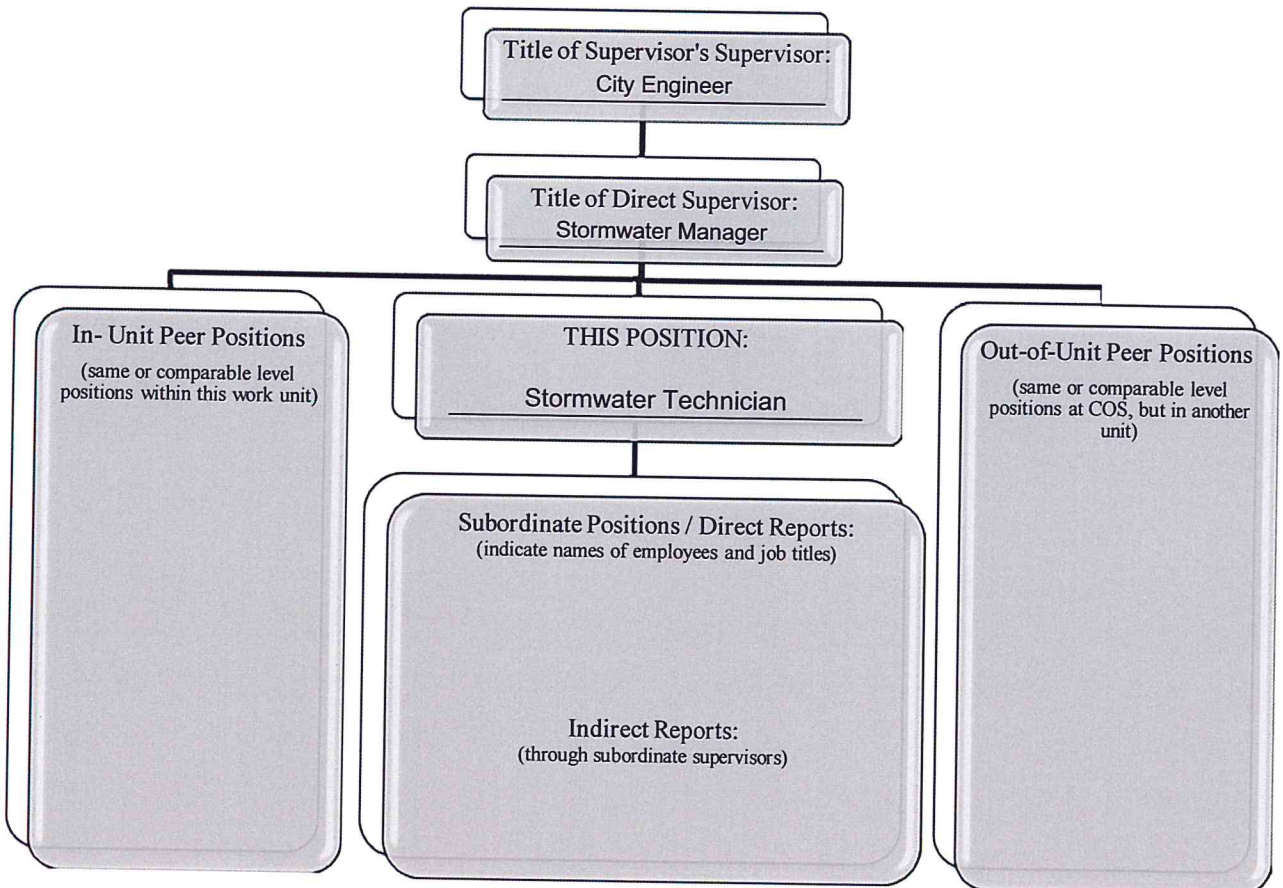 Title of Supervisor's Supervisor:
City Engineer
Title of Direct Supervisor:
Stormwater Manager
In- Unit Peer Positions
(same or comparable level
positions within this work unit)
THIS POSITION:
Stormwater Technician
Out-of-Unit Peer Positions
(same or comparable level
positions at COS, but in another
unit)
Subordinate Positions / Direct Reports:
(indicate names of employees and job titles)
Indirect Reports:
(through subordinate supervisors)